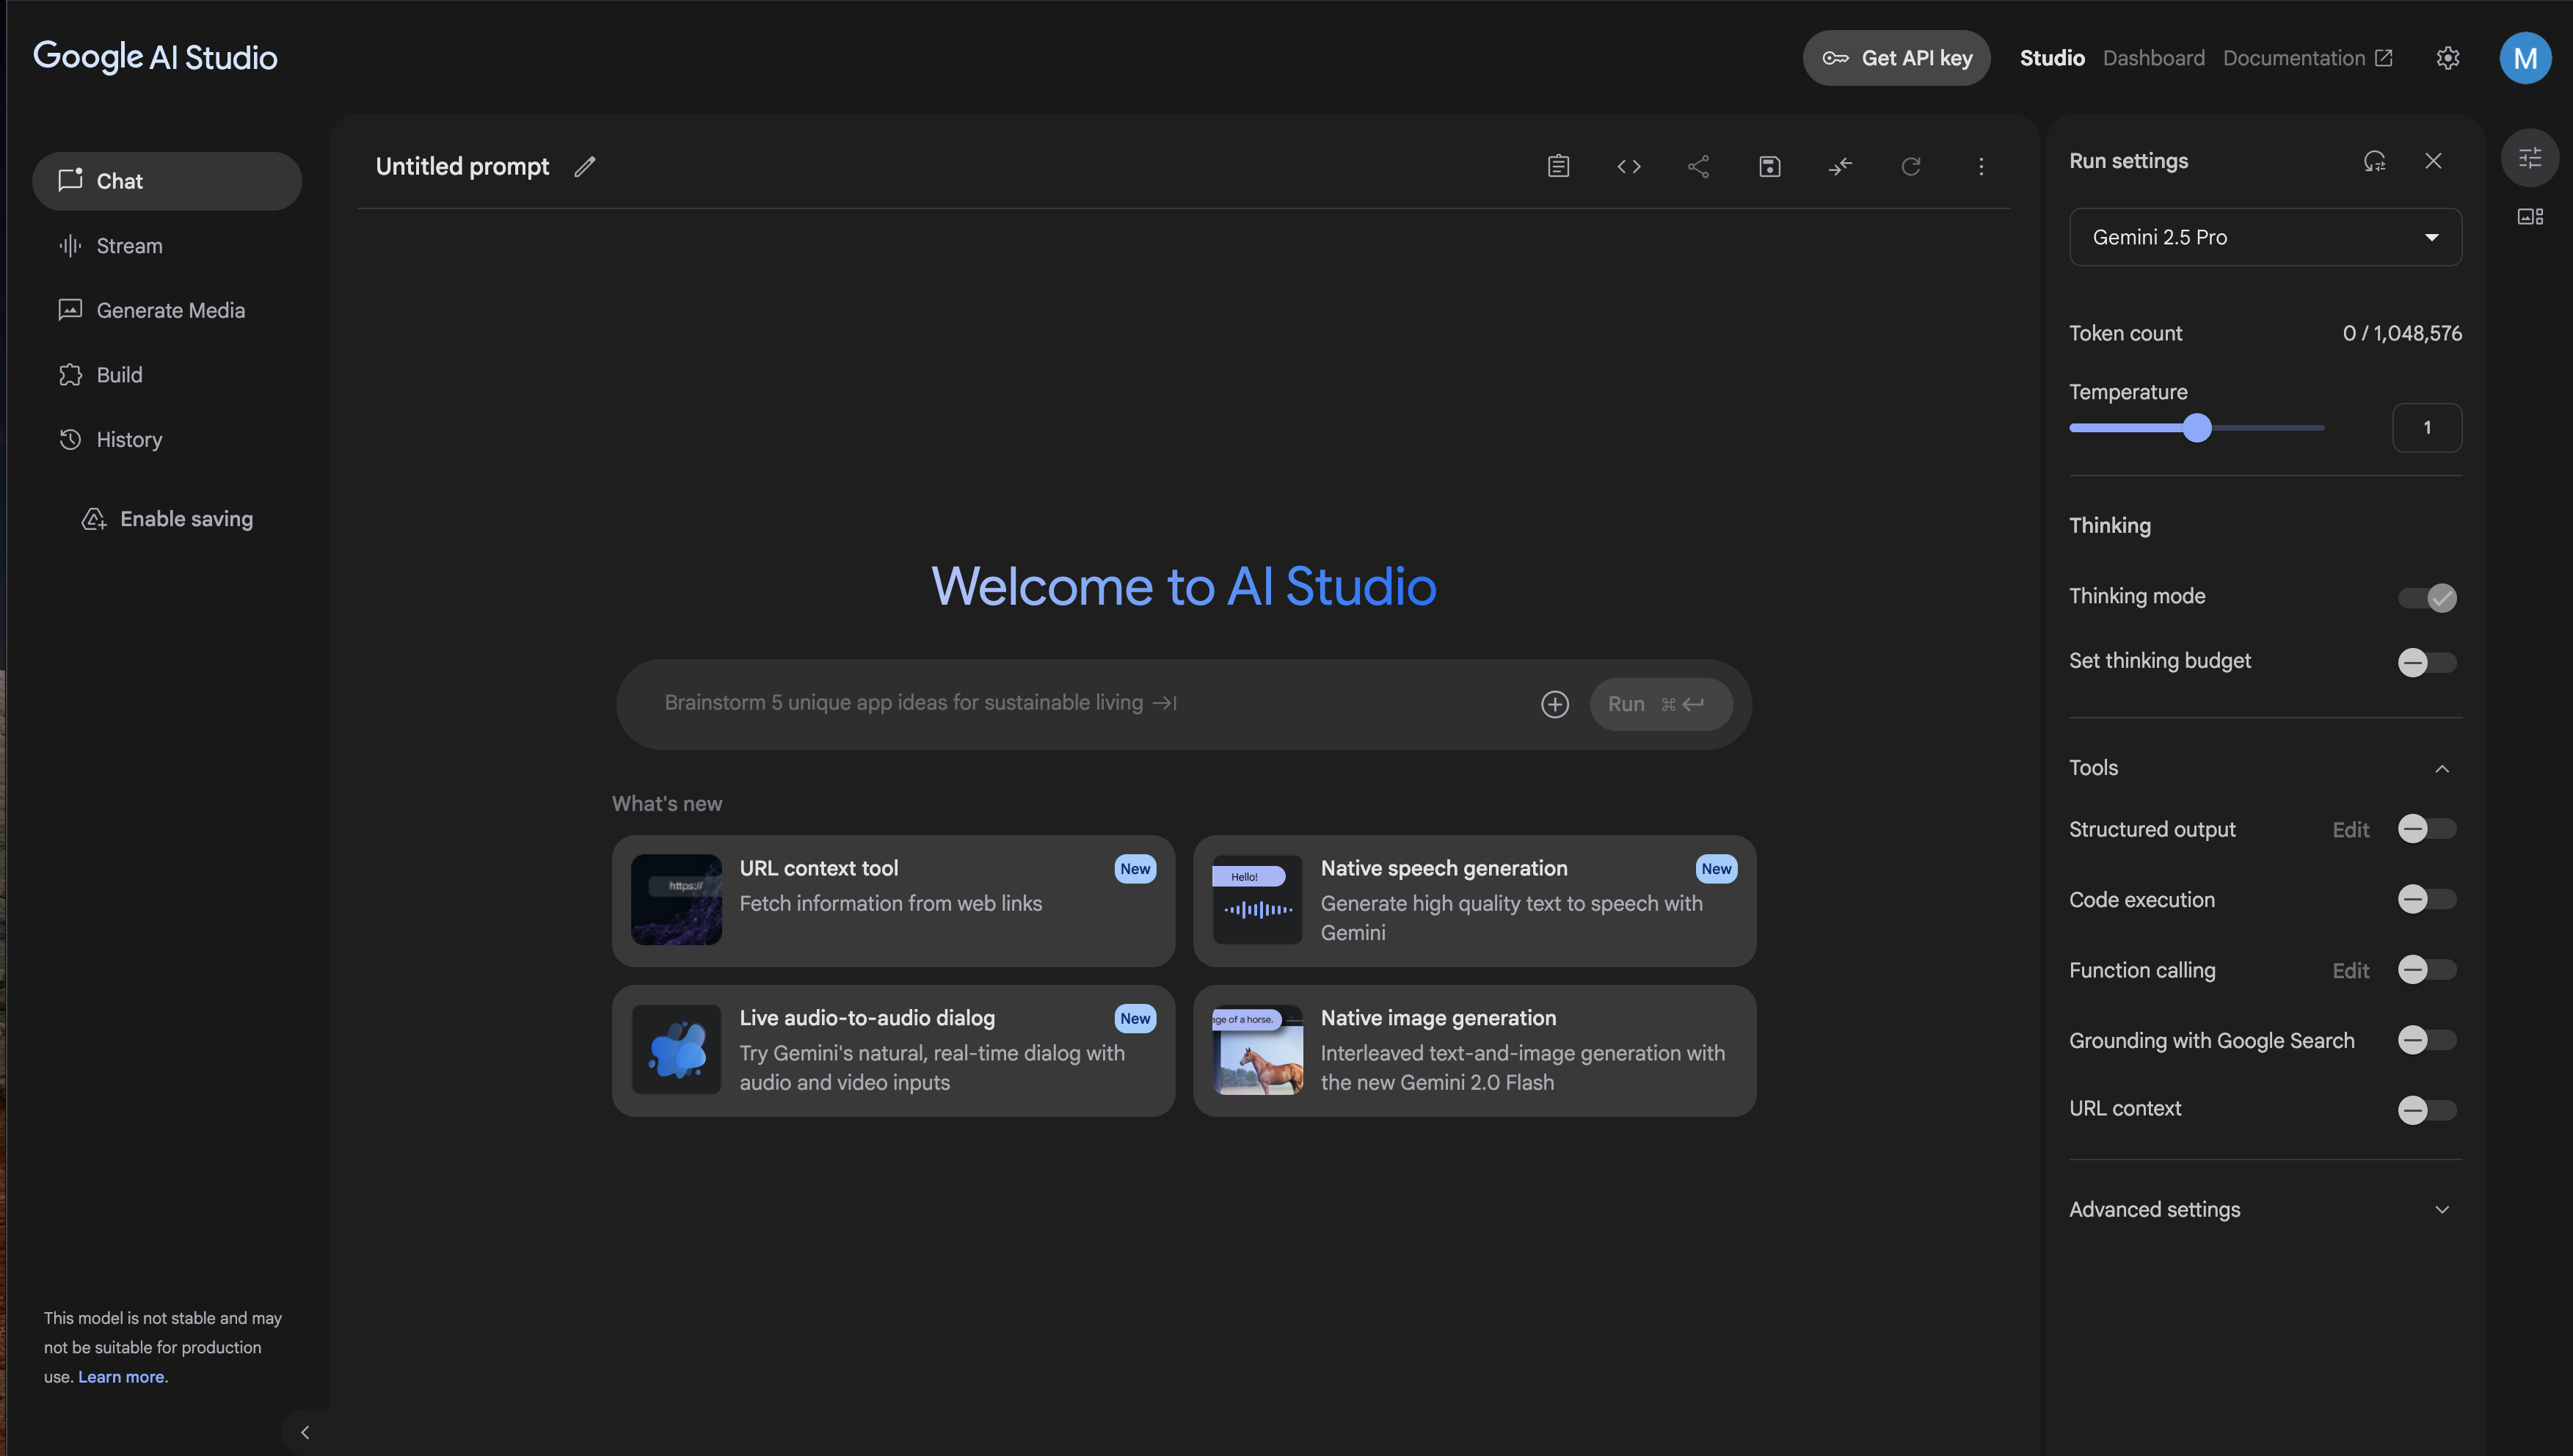 Google AI Studio
Get API key
Studio
Dashboard
Documentation
M
Chat
Stream
Generate Media
Build
History
Enable saving
This model is not stable and may
not be suitable for production
use. Learn more.
Untitled prompt
Welcome to AI Studio
Brainstorm 5 unique app ideas for sustainable living
Run ⌘
What's new
https://
URL context tool
New
Fetch information from web links
Hello!
Native speech generation
New
Generate high quality text to speech with
Gemini
Live audio-to-audio dialog
New
Try Gemini's natural, real-time dialog with
audio and video inputs
age of a horse.
Native image generation
Interleaved text-and-image generation with
the new Gemini 2.0 Flash
Run settings
Gemini 2.5 Pro
Token count
0 / 1,048,576
Temperature
1
Thinking
Thinking mode
Set thinking budget
Tools
Structured output
Edit
Code execution
Function calling
Edit
Grounding with Google Search
URL context
Advanced settings